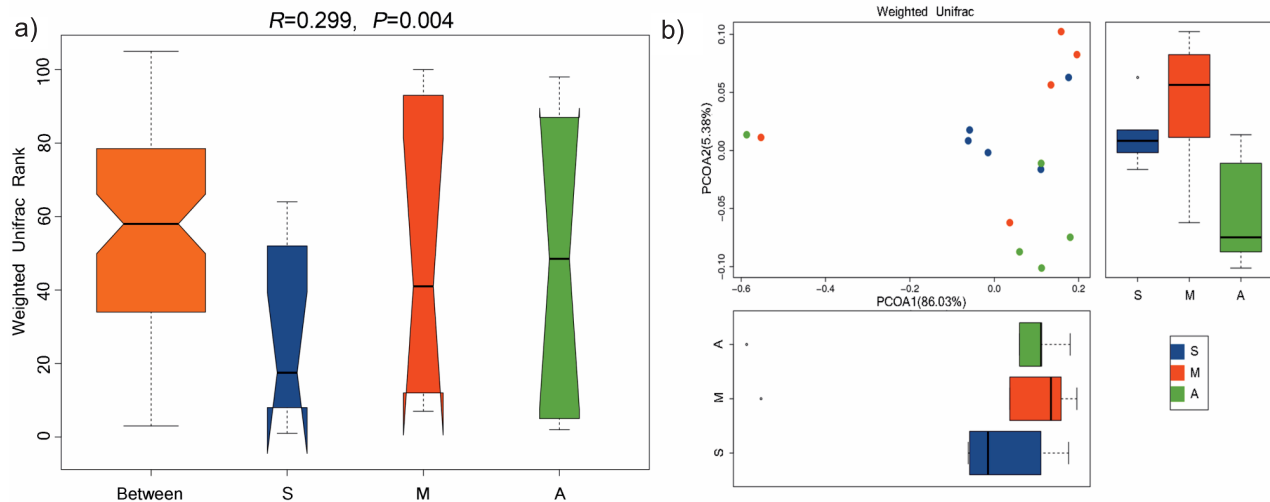 a)
R=0.299, P=0.004
Weighted Unifrac Rank
100
80
60
40
20
0
Between S M A
b)
Weighted Unifrac
PCOA2(5.38%)
0.10
0.05
0.00
−0.05
−0.10
−0.6 −0.4 −0.2 0.0 0.2
PCOA1(86.03%)
S M A
A
M
S
S
M
A